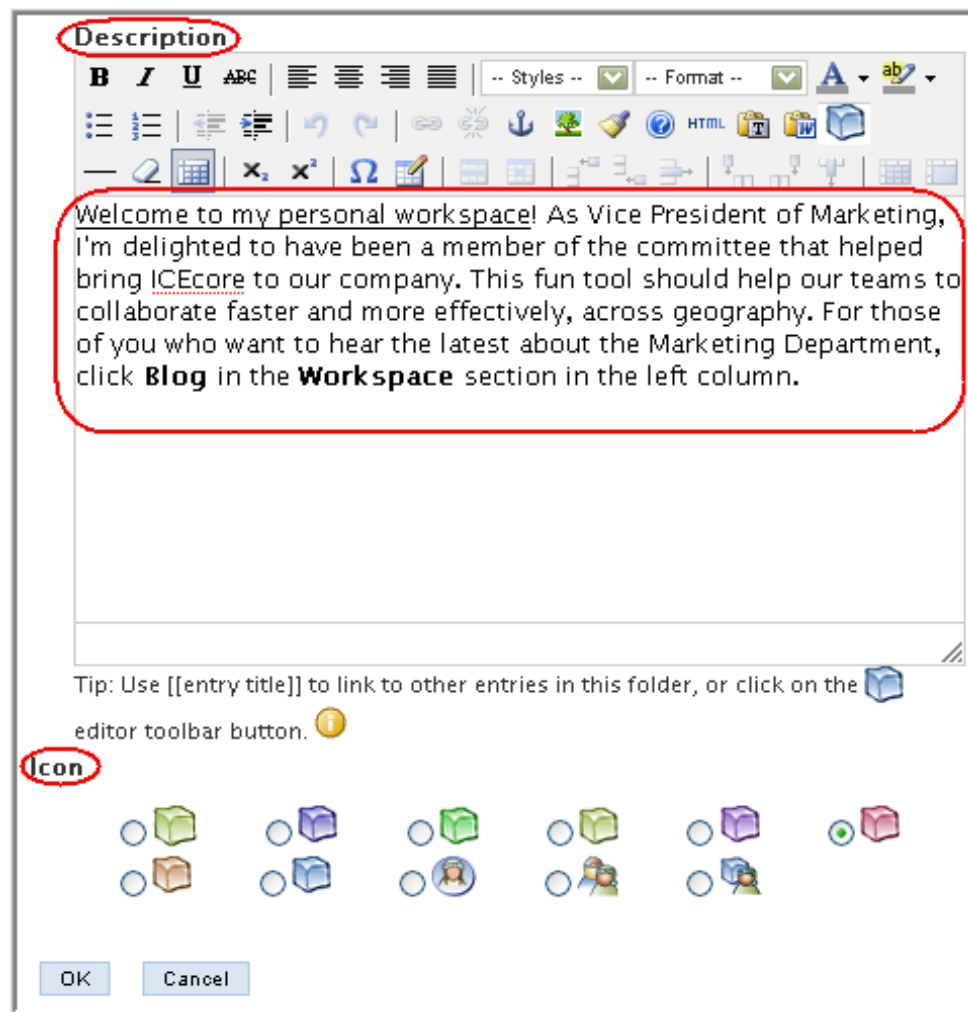 Description
B I U ABC -- Styles -- -- Format -- A ab
HTML T W
x₂ x² Ω
Welcome to my personal workspace! As Vice President of Marketing,
I'm delighted to have been a member of the committee that helped
bring ICEcore to our company. This fun tool should help our teams to
collaborate faster and more effectively, across geography. For those
of you who want to hear the latest about the Marketing Department,
click Blog in the Workspace section in the left column.
Tip: Use [[entry title]] to link to other entries in this folder, or click on the
editor toolbar button.
Icon
OK Cancel